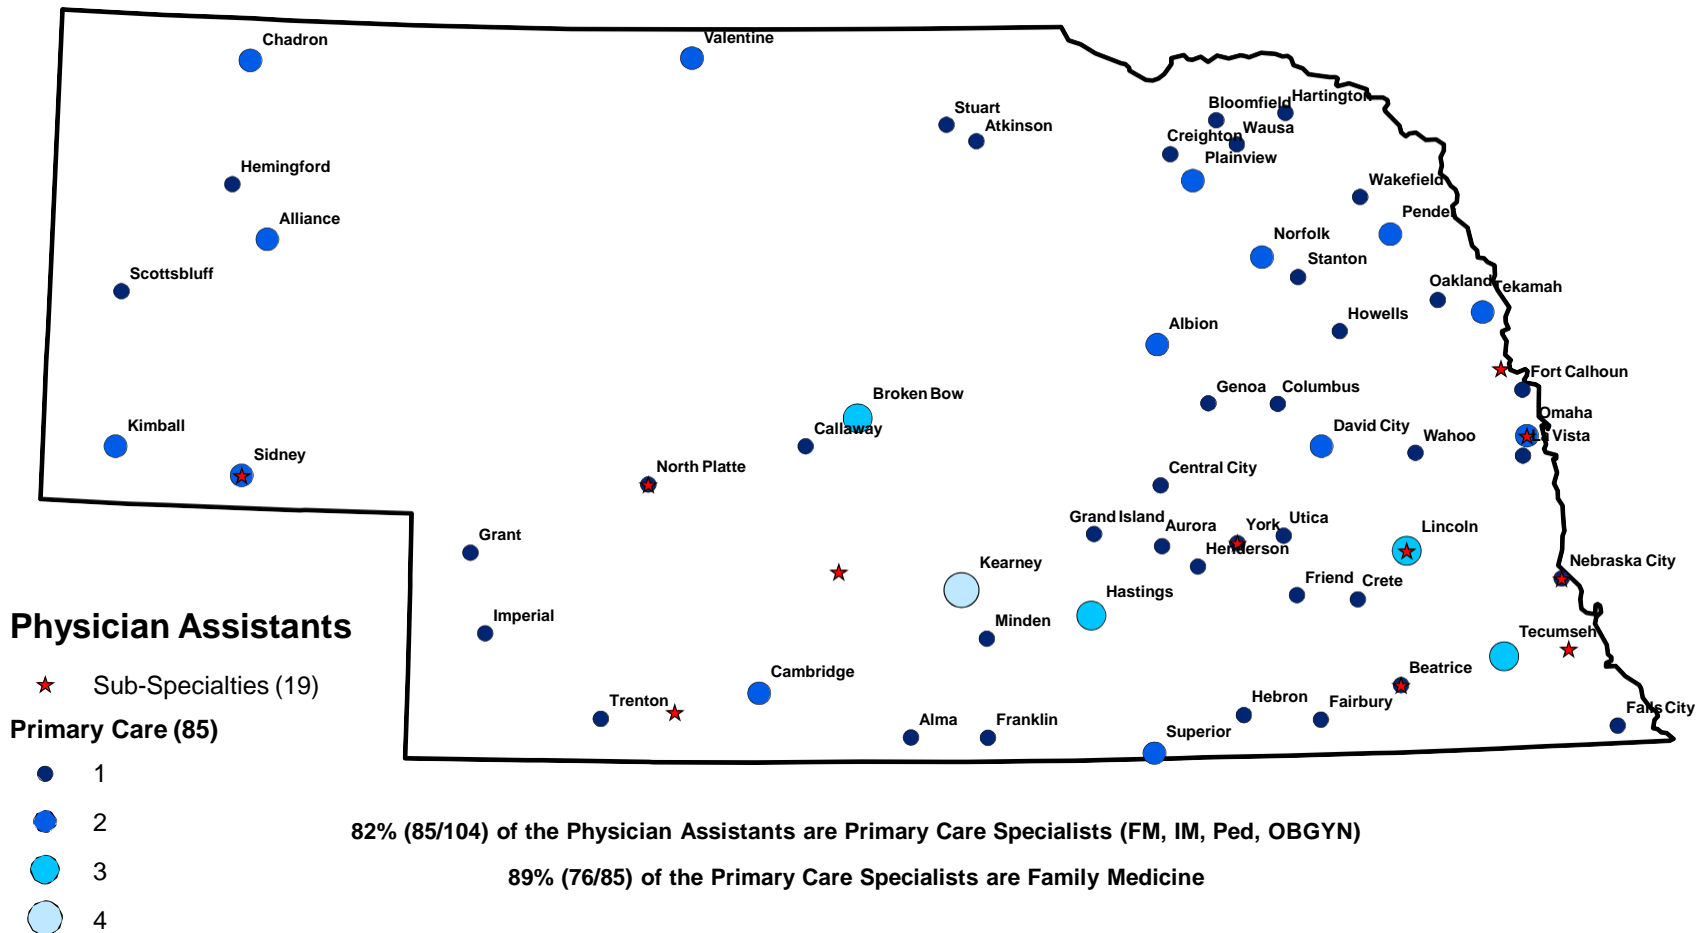 Chadron
Valentine
Stuart
Atkinson
Bloomfield
Hartington
Wausa
Creighton
Plainview
Hemingford
Alliance
Wakefield
Pender
Norfolk
Stanton
Scottsbluff
Oakland
Tekamah
Howells
Albion
Fort Calhoun
Genoa
Columbus
Broken Bow
Callaway
Omaha
La Vista
David City
Wahoo
Kimball
Sidney
North Platte
Central City
Grand Island
Aurora
York
Utica
Henderson
Lincoln
Grant
Kearney
Nebraska City
Friend
Crete
Hastings
Imperial
Minden
Tecumseh
Cambridge
Beatrice
Trenton
Alma
Franklin
Hebron
Fairbury
Falls City
Superior
Physician Assistants
Sub-Specialties (19)
Primary Care (85)
1
2
3
4
82% (85/104) of the Physician Assistants are Primary Care Specialists (FM, IM, Ped, OBGYN)
89% (76/85) of the Primary Care Specialists are Family Medicine